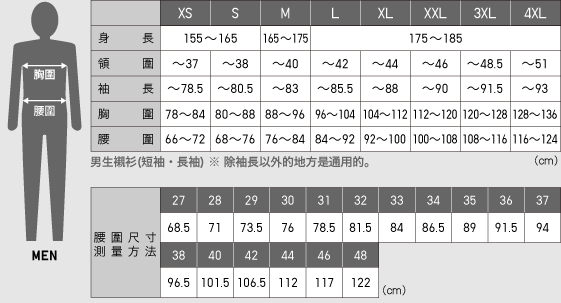 XS S M L XL XXL 3XL 4XL
身長 155～165 165～175 175～185
領圍 ～37 ～38 ～40 ～42 ～44 ～46 ～48.5 ～51
袖長 ～78.5 ～80.5 ～83 ～85.5 ～88 ～90 ～91.5 ～93
胸圍 78～84 80～88 88～96 96～104 104～112 112～120 120～128 128～136
腰圍 66～72 68～76 76～84 84～92 92～100 100～108 108～116 116～124
男生襯衫(短袖・長袖) ※ 除袖長以外的地方是通用的。 (cm)
胸圍
腰圍
MEN
27 28 29 30 31 32 33 34 35 36 37
腰圍尺寸
測量方法
68.5 71 73.5 76 78.5 81.5 84 86.5 89 91.5 94
38 40 42 44 46 48
96.5 101.5 106.5 112 117 122 (cm)